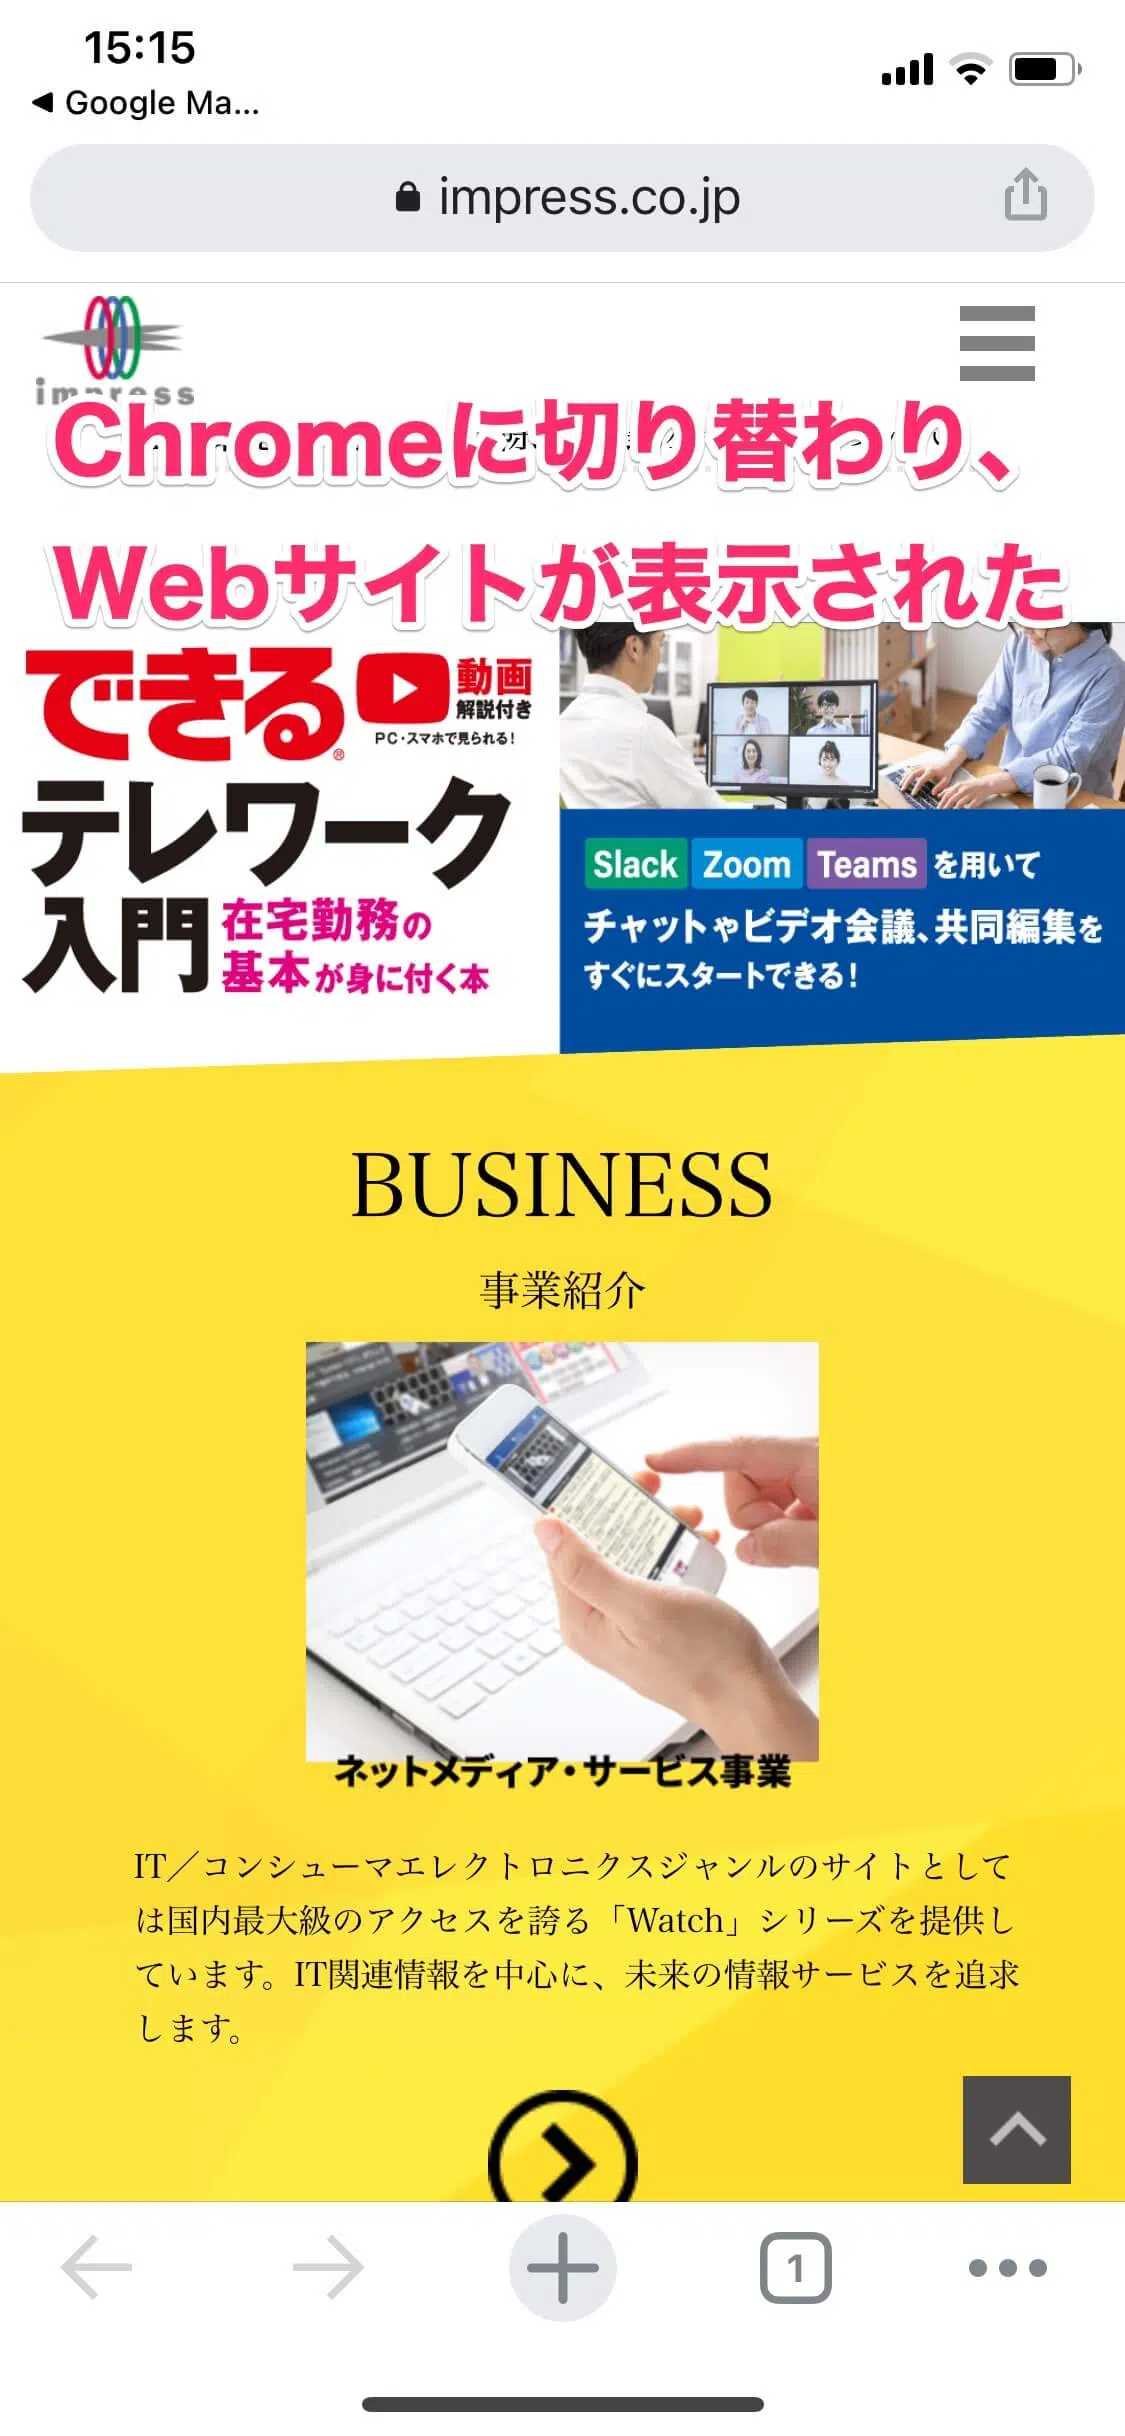 15:15
Google Ma...
impress.co.jp
impress
Chromeに切り替わり、
Webサイトが表示された
できる®
動画
解説付き
PC・スマホで見られる!
テレワーク
入門
在宅勤務の
基本が身に付く本
Slack Zoom Teams を用いて
チャットやビデオ会議、共同編集を
すぐにスタートできる!
BUSINESS
事業紹介
ネットメディア・サービス事業
IT／コンシューマエレクトロニクスジャンルのサイトとして
は国内最大級のアクセスを誇る「Watch」シリーズを提供し
ています。IT関連情報を中心に、未来の情報サービスを追求
します。
1